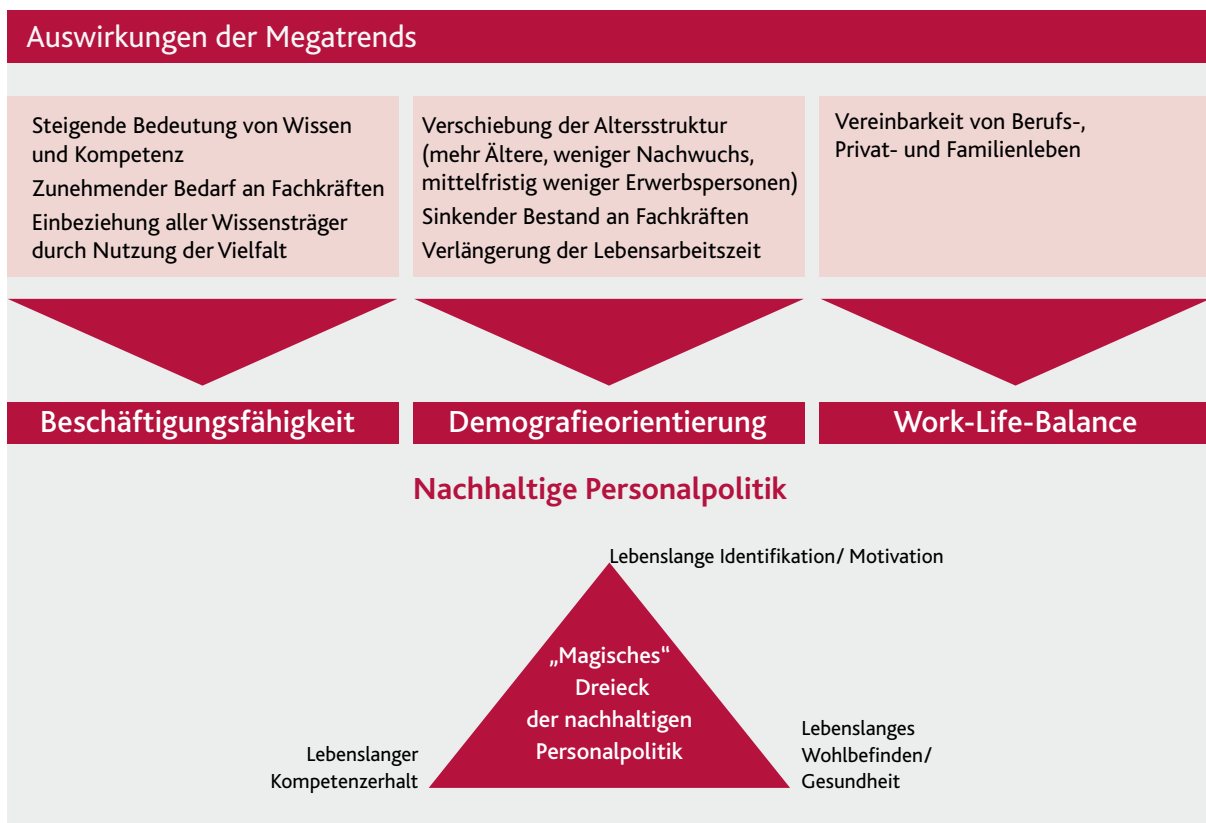 Auswirkungen der Megatrends
Steigende Bedeutung von Wissen
und Kompetenz
Zunehmender Bedarf an Fachkräften
Einbeziehung aller Wissensträger
durch Nutzung der Vielfalt
Verschiebung der Altersstruktur
(mehr Ältere, weniger Nachwuchs,
mittelfristig weniger Erwerbspersonen)
Sinkender Bestand an Fachkräften
Verlängerung der Lebensarbeitszeit
Vereinbarkeit von Berufs-,
Privat- und Familienleben
Beschäftigungsfähigkeit
Demografieorientierung
Work-Life-Balance
Nachhaltige Personalpolitik
Lebenslange Identifikation/ Motivation
„Magisches“
Dreieck
der nachhaltigen
Personalpolitik
Lebenslanger
Kompetenzerhalt
Lebenslanges
Wohlbefinden/
Gesundheit